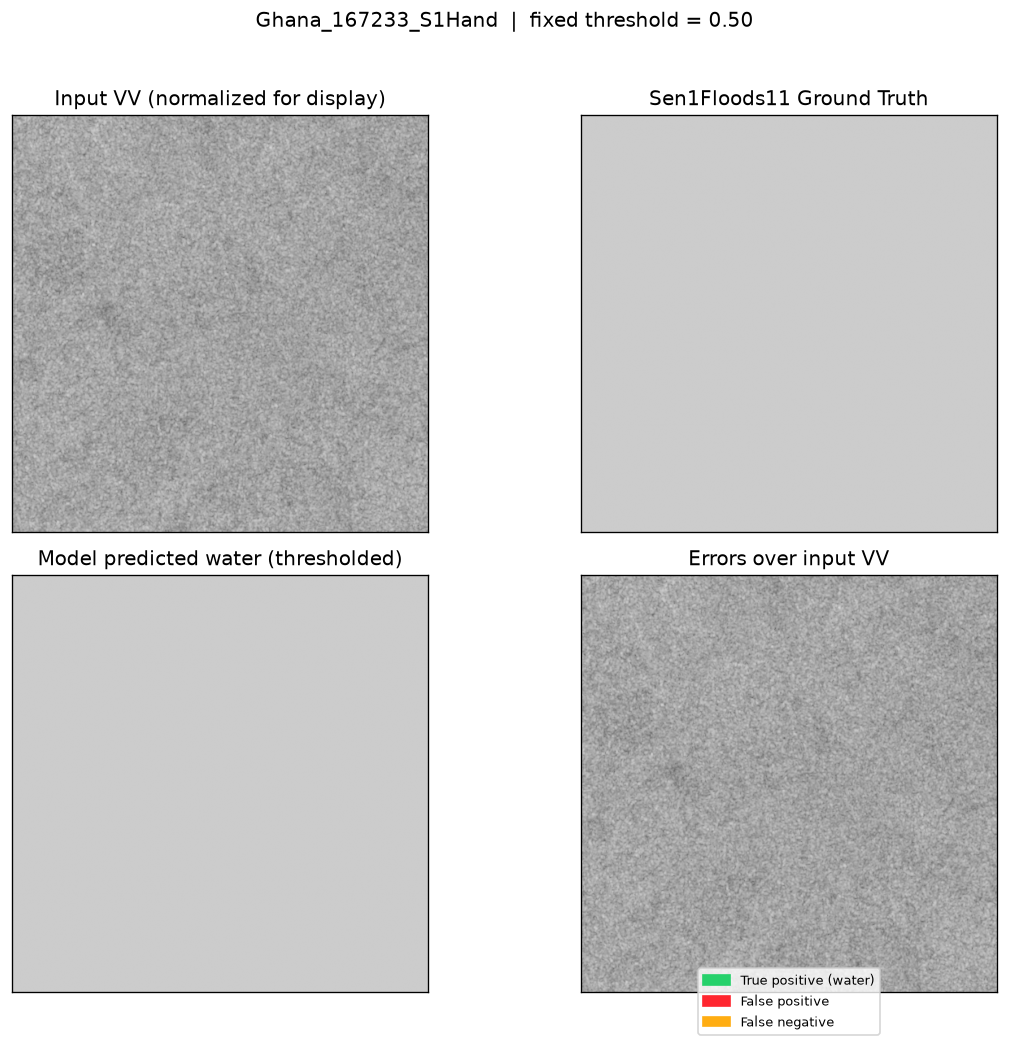 Ghana_167233_S1Hand | fixed threshold = 0.50
Input VV (normalized for display)
Sen1Floods11 Ground Truth
Model predicted water (thresholded)
Errors over input VV
True positive (water)
False positive
False negative